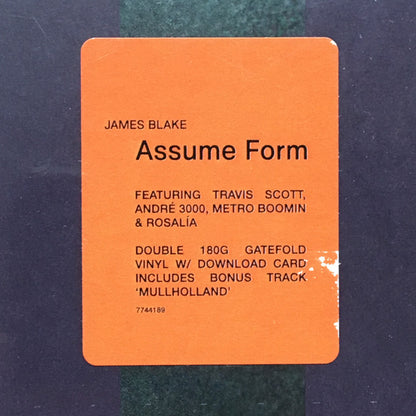 JAMES BLAKE
Assume Form
FEATURING TRAVIS SCOTT,
ANDRÉ 3000, METRO BOOMIN
& ROSALÍA
DOUBLE 180G GATEFOLD
VINYL W/ DOWNLOAD CARD
INCLUDES BONUS TRACK
‘MULLHOLLAND’
7744189